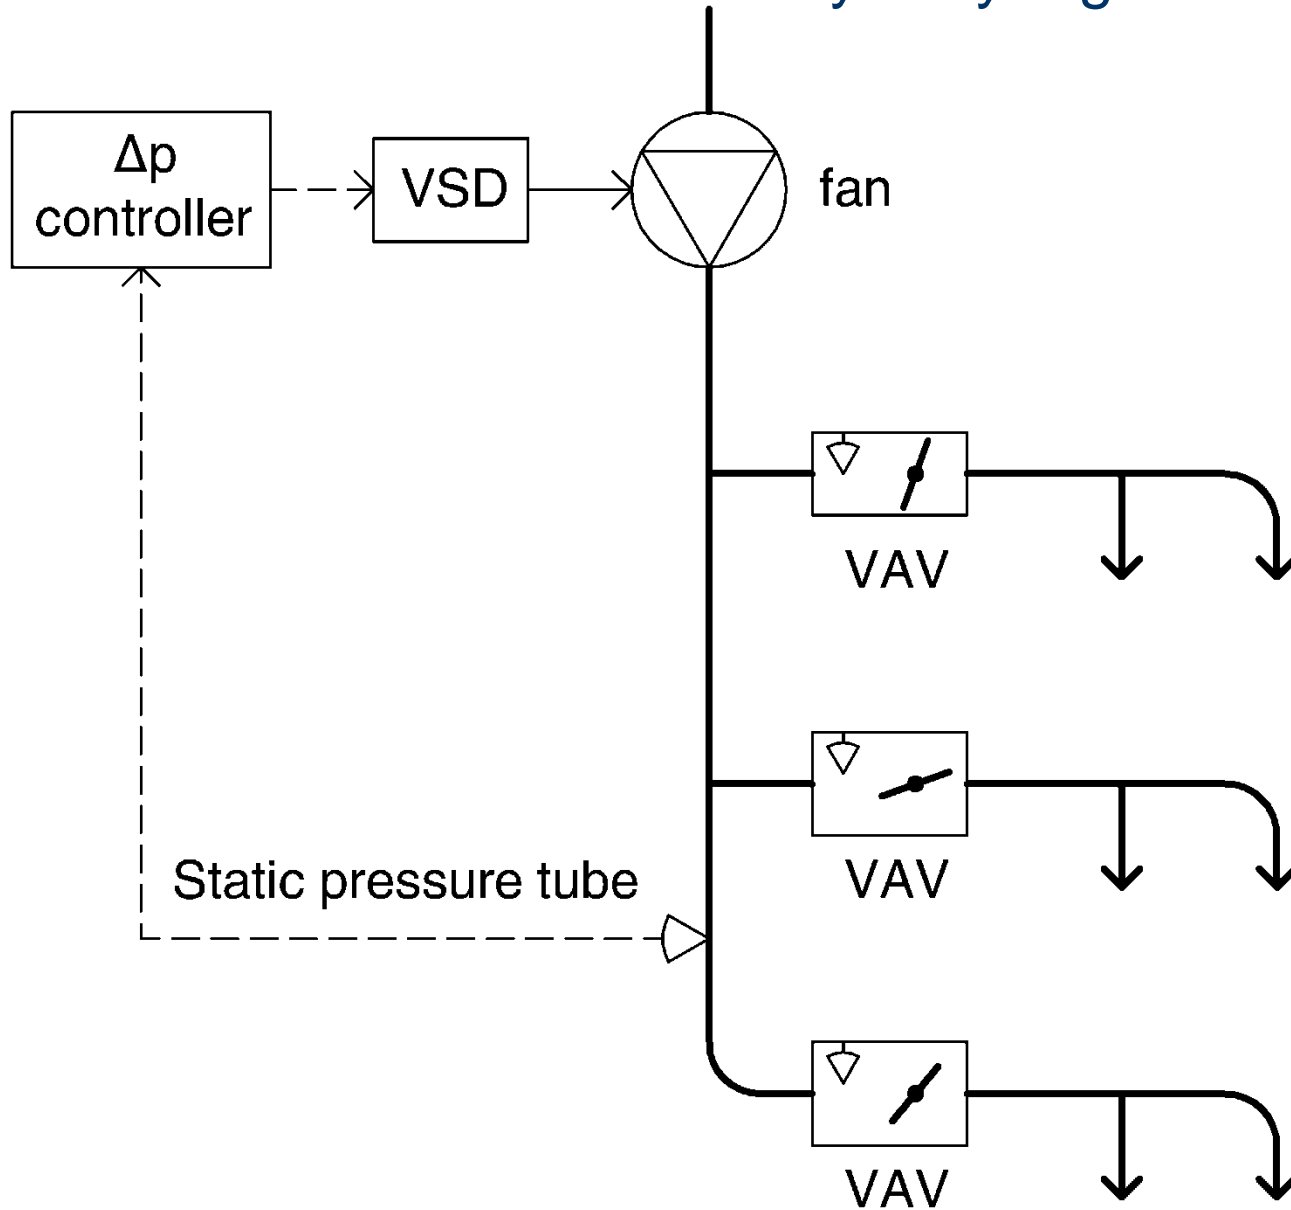 Δp
controller
VSD
fan
VAV
VAV
Static pressure tube
VAV